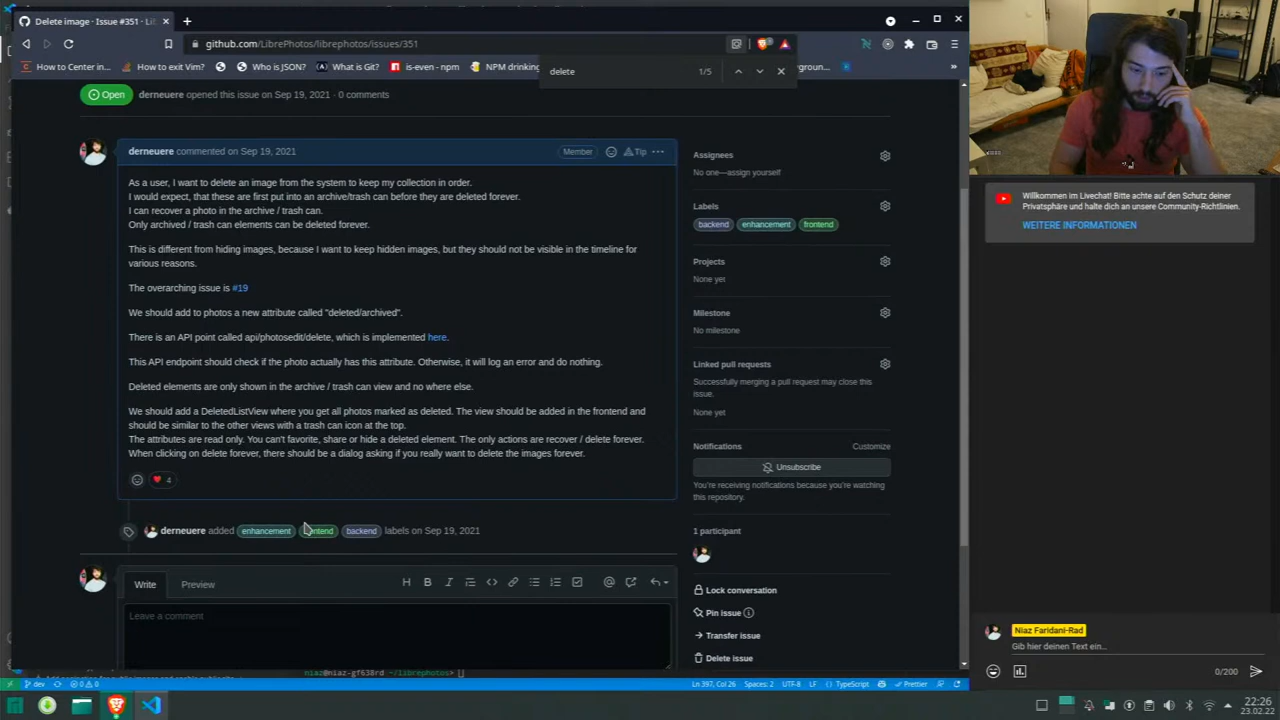 Delete image · Issue #351 · Li
github.com/LibrePhotos/librephotos/issues/351
How to Center in...
How to exit Vim?
Who is JSON?
What is Git?
is-even - npm
NPM drinking
rground...
delete
1/5
Open
derneuere opened this issue on Sep 19, 2021 · 0 comments
derneuere commented on Sep 19, 2021
Member
Tip
As a user, I want to delete an image from the system to keep my collection in order.
I would expect, that these are first put into an archive/trash can before they are deleted forever.
I can recover a photo in the archive / trash can.
Only archived / trash can elements can be deleted forever.
This is different from hiding images, because I want to keep hidden images, but they should not be visible in the timeline for
various reasons.
The overarching issue is #19
We should add to photos a new attribute called "deleted/archived".
There is an API point called api/photosedit/delete, which is implemented here.
This API endpoint should check if the photo actually has this attribute. Otherwise, it will log an error and do nothing.
Deleted elements are only shown in the archive / trash can view and no where else.
We should add a DeletedListView where you get all photos marked as deleted. The view should be added in the frontend and
should be similar to the other views with a trash can icon at the top.
The attributes are read only. You can't favorite, share or hide a deleted element. The only actions are recover / delete forever.
When clicking on delete forever, there should be a dialog asking if you really want to delete the images forever.
4
derneuere added enhancement frontend backend labels on Sep 19, 2021
Write
Preview
Leave a comment
Assignees
No one—assign yourself
Labels
backend
enhancement
frontend
Projects
None yet
Milestone
No milestone
Linked pull requests
Successfully merging a pull request may close this
issue.
None yet
Notifications
Customize
Unsubscribe
You're receiving notifications because you're watching
this repository.
1 participant
Lock conversation
Pin issue
Transfer issue
Delete issue
niaz@niaz-gf638rd ~/librephotos>
dev
0 0
Ln 397, Col 26
Spaces: 2
UTF-8
LF
TypeScript
Prettier
Willkommen im Livechat! Bitte achte auf den Schutz deiner
Privatsphäre und halte dich an unsere Community-Richtlinien.
WEITERE INFORMATIONEN
Niaz Faridani-Rad
Gib hier deinen Text ein...
0/200
22:26
23.02.22